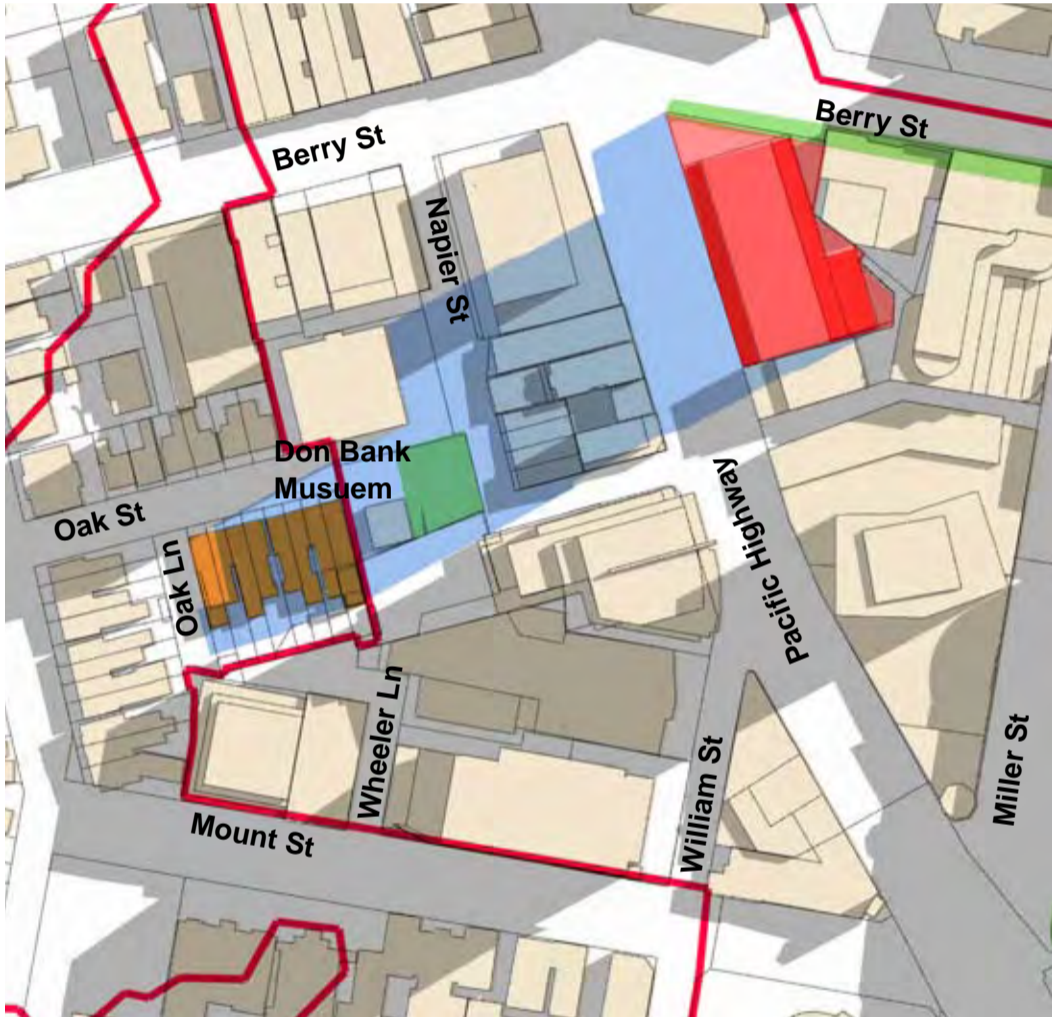 Berry St
Berry St
Napier St
Don Bank
Musuem
Oak St
Oak Ln
Pacific Highway
Wheeler Ln
William St
Miller St
Mount St